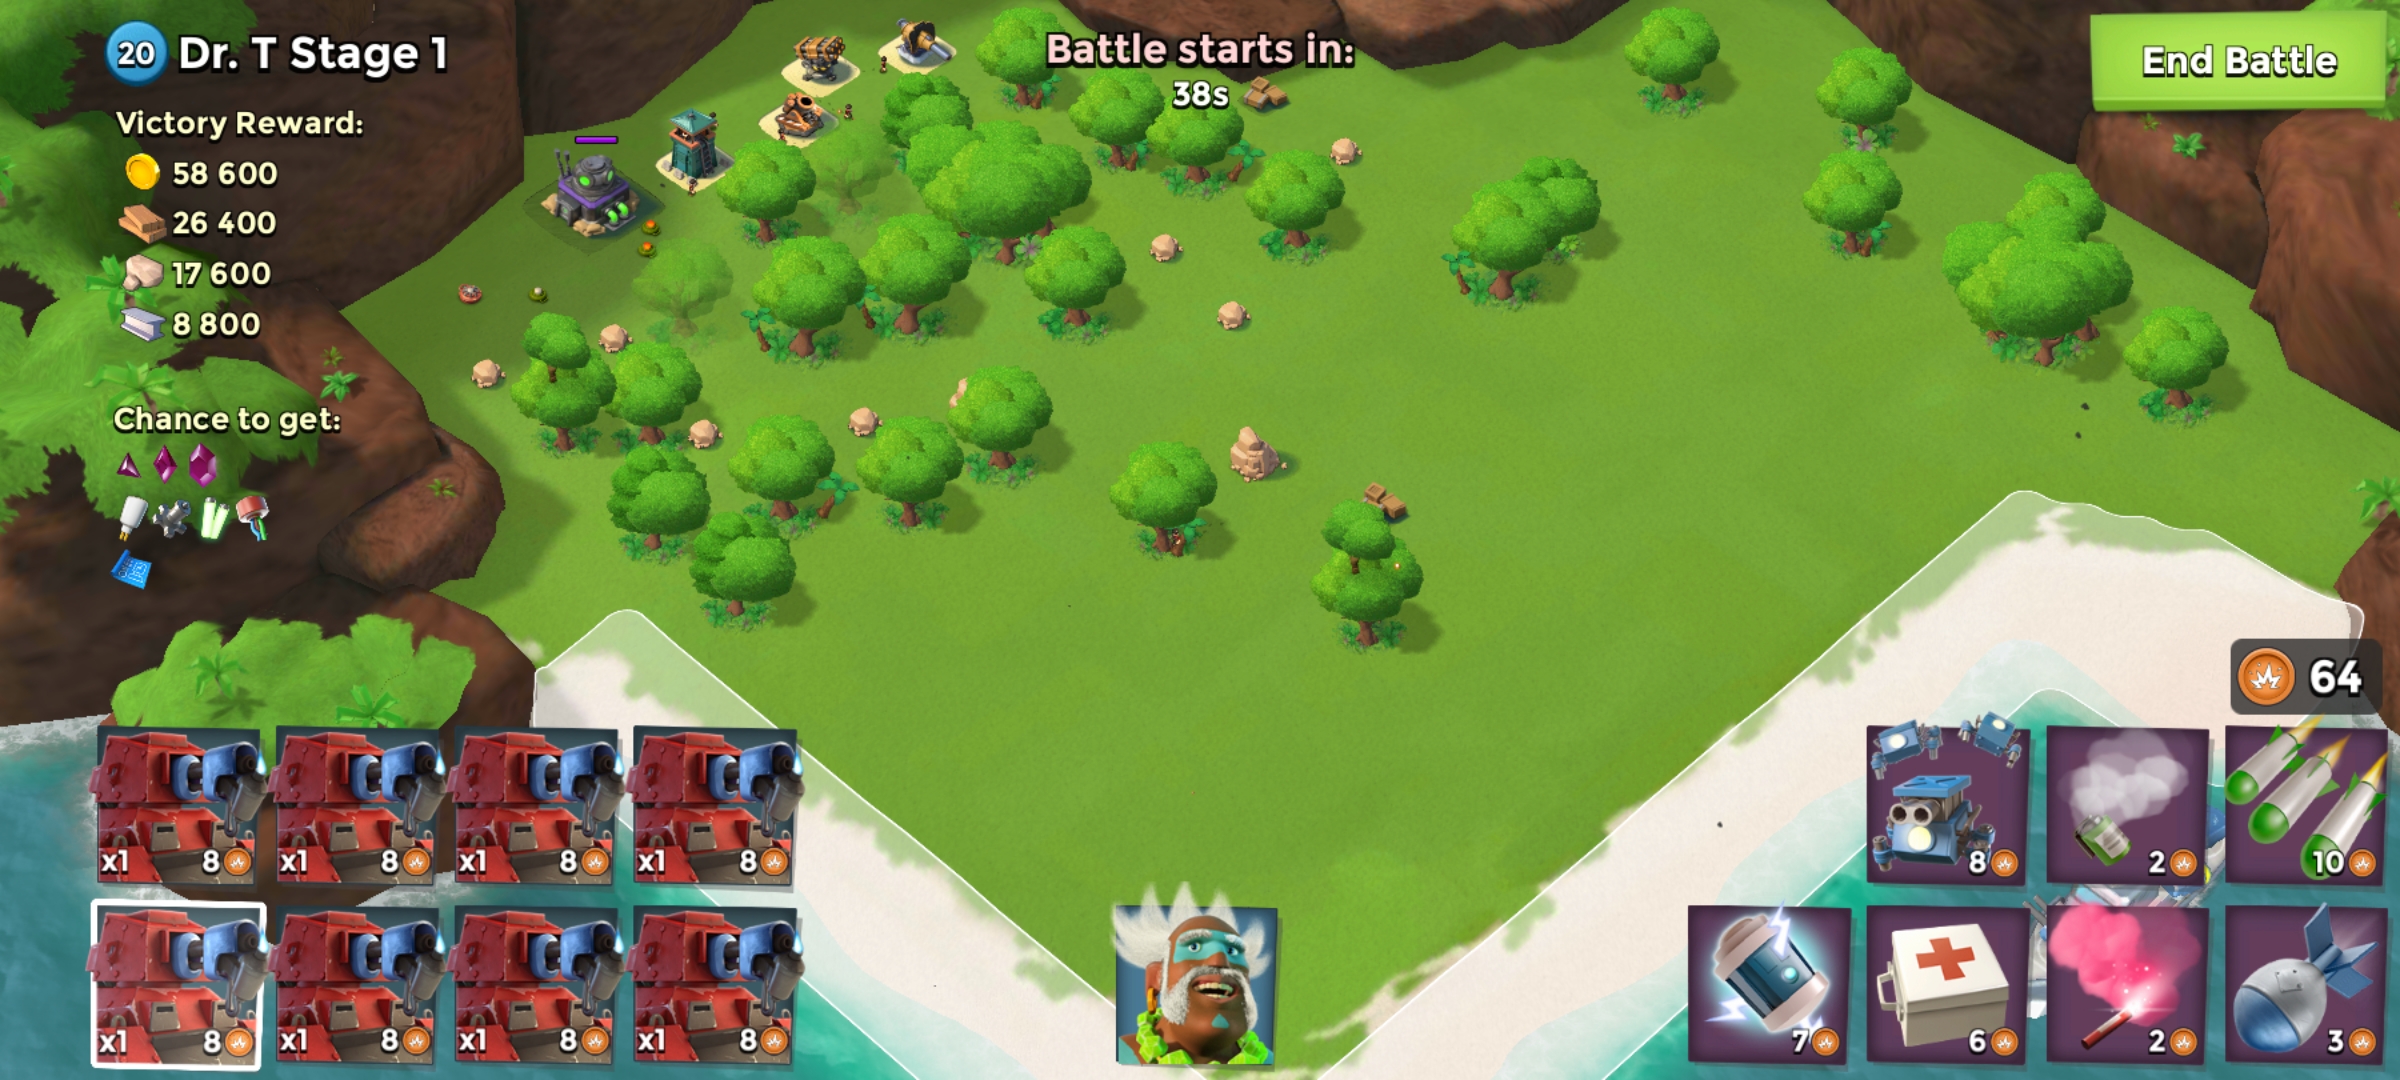 20 Dr. T Stage 1
Battle starts in:
38s
End Battle
Victory Reward:
58 600
26 400
17 600
8 800
Chance to get:
64
x1 8
x1 8
x1 8
x1 8
8
2
10
x1 8
x1 8
x1 8
x1 8
7
6
2
3